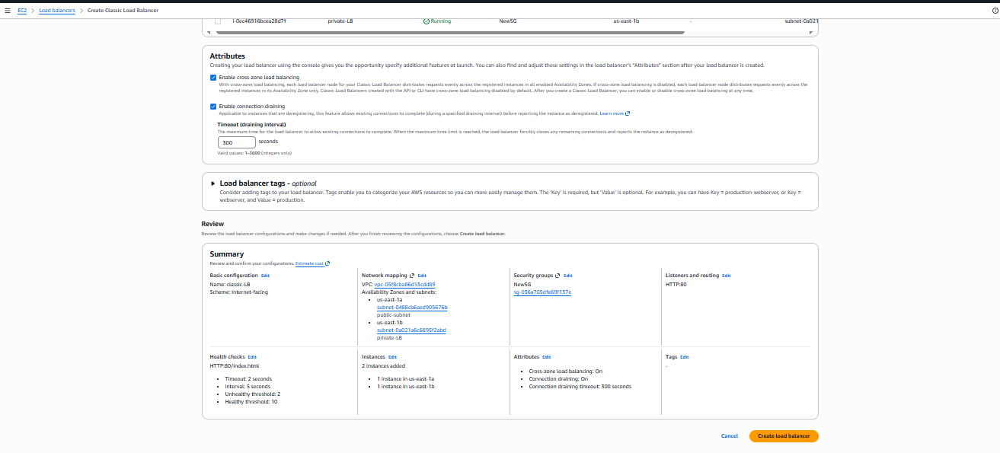 EC2 > Load balancers > Create Classic Load Balancer
i-0ec46916bcea28d7f private-LB Running NewSG us-east-1b - subnet-0a021
Attributes
Creating your load balancer using the console gives you the opportunity specify additional features at launch. You can also find and adjust these settings in the load balancer's "Attributes" section after your load balancer is created.
Enable cross-zone load balancing
With cross-zone load balancing, each load balancer node for your Classic Load Balancer distributes requests evenly across the registered instances in all enabled Availability Zones. If cross-zone load balancing is disabled, each load balancer node distributes requests evenly across the
registered instances in its Availability Zone only. Classic Load Balancers created with the API or CLI have cross-zone load balancing disabled by default. After you create a Classic Load Balancer, you can enable or disable cross-zone load balancing at any time.
Enable connection draining
Applicable to instances that are deregistering, this feature allows existing connections to complete (during a specified draining interval) before reporting the instance as deregistered. Learn more
Timeout (draining interval)
The maximum time for the load balancer to allow existing connections to complete. When the maximum time limit is reached, the load balancer forcibly closes any remaining connections and reports the instance as deregistered.
300 seconds
Valid values: 1-3600 (integers only)
Load balancer tags - optional
Consider adding tags to your load balancer. Tags enable you to categorize your AWS resources so you can more easily manage them. The 'Key' is required, but 'Value' is optional. For example, you can have Key = production-webserver, or Key =
webserver, and Value = production.
Review
Review the load balancer configurations and make changes if needed. After you finish reviewing the configurations, choose Create load balancer.
Summary
Review and confirm your configurations. Estimate cost
Basic configuration Edit
Name: classic-LB
Scheme: Internet-facing
Network mapping Edit
VPC: vpc-05f8cba86d13cdd89
Availability Zones and subnets:
• us-east-1a
subnet-0488cb6aed905676b
public-subnet
• us-east-1b
subnet-0a021a6c6895f2abd
private-LB
Security groups Edit
NewSG
sg-036a705dfe69f137e
Listeners and routing Edit
HTTP:80
Health checks Edit
HTTP:80/index.html
• Timeout: 2 seconds
• Interval: 5 seconds
• Unhealthy threshold: 2
• Healthy threshold: 10
Instances Edit
2 instances added
• 1 instance in us-east-1a
• 1 instance in us-east-1b
Attributes Edit
• Cross-zone load balancing: On
• Connection draining: On
• Connection draining timeout: 300 seconds
Tags Edit
-
Cancel Create load balancer